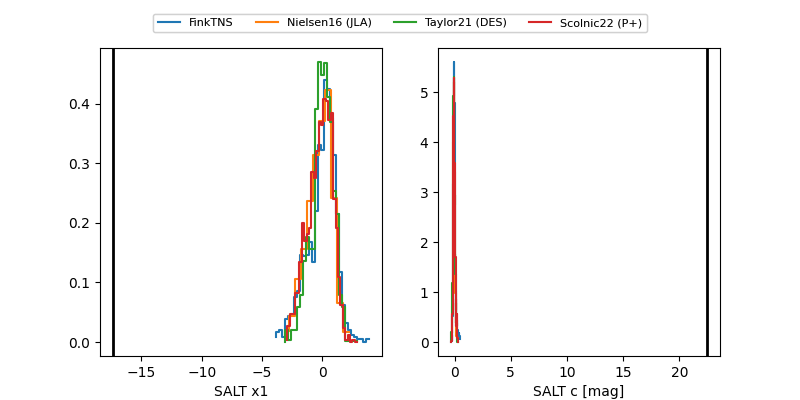 FinkTNS Nielsen16 (JLA) Taylor21 (DES) Scolnic22 (P+)
0.4
0.3
0.2
0.1
0.0
−15 −10 −5 0
SALT x1
5
4
3
2
1
0
0 5 10 15 20
SALT c [mag]